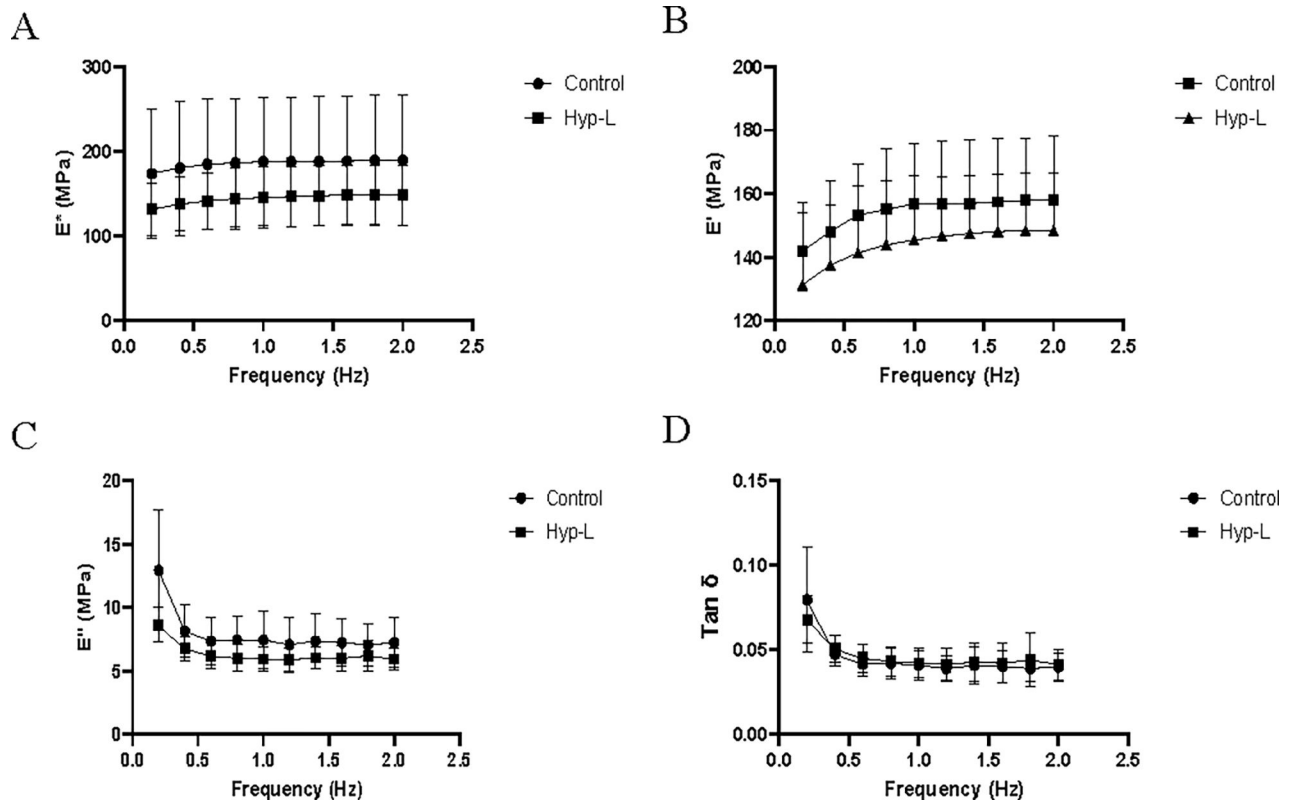 A
300
200
100
0
E* (MPa)
0.0 0.5 1.0 1.5 2.0 2.5
Frequency (Hz)
Control
Hyp-L
B
200
180
160
140
120
E' (MPa)
0.0 0.5 1.0 1.5 2.0 2.5
Frequency (Hz)
Control
Hyp-L
C
20
15
10
5
0
E'' (MPa)
0.0 0.5 1.0 1.5 2.0 2.5
Frequency (Hz)
Control
Hyp-L
D
0.15
0.10
0.05
0.00
Tan δ
0.0 0.5 1.0 1.5 2.0 2.5
Frequency (Hz)
Control
Hyp-L